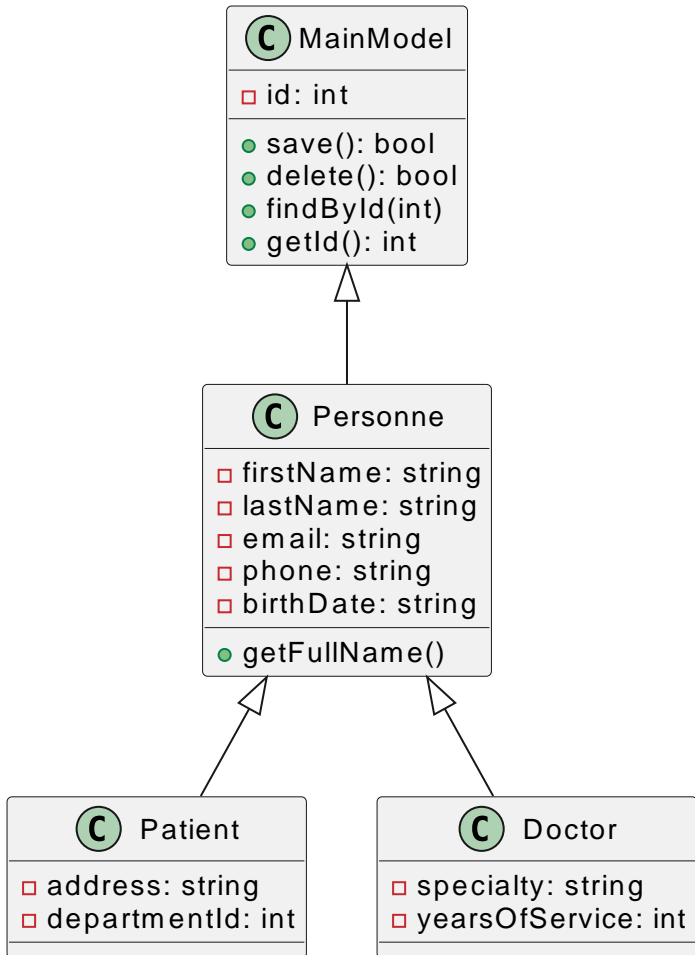 C MainModel
id: int
save(): bool
delete(): bool
findById(int)
getId(): int
C Personne
firstName: string
lastName: string
email: string
phone: string
birthDate: string
getFullName()
C Patient
address: string
departmentId: int
C Doctor
specialty: string
yearsOfService: int